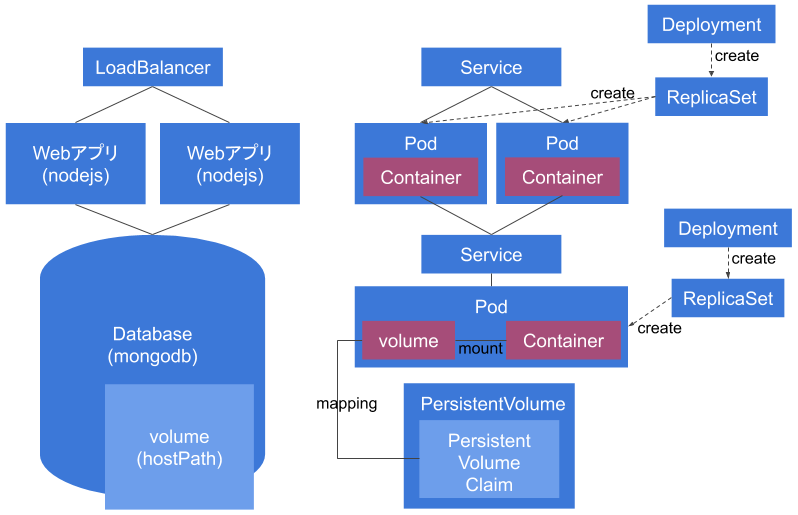 LoadBalancer
Webアプリ
(nodejs)
Webアプリ
(nodejs)
Database
(mongodb)
volume
(hostPath)
Service
Deployment
create
ReplicaSet
create
Pod
Container
Pod
Container
Service
Deployment
create
ReplicaSet
create
Pod
volume
mount
Container
mapping
PersistentVolume
Persistent
Volume
Claim